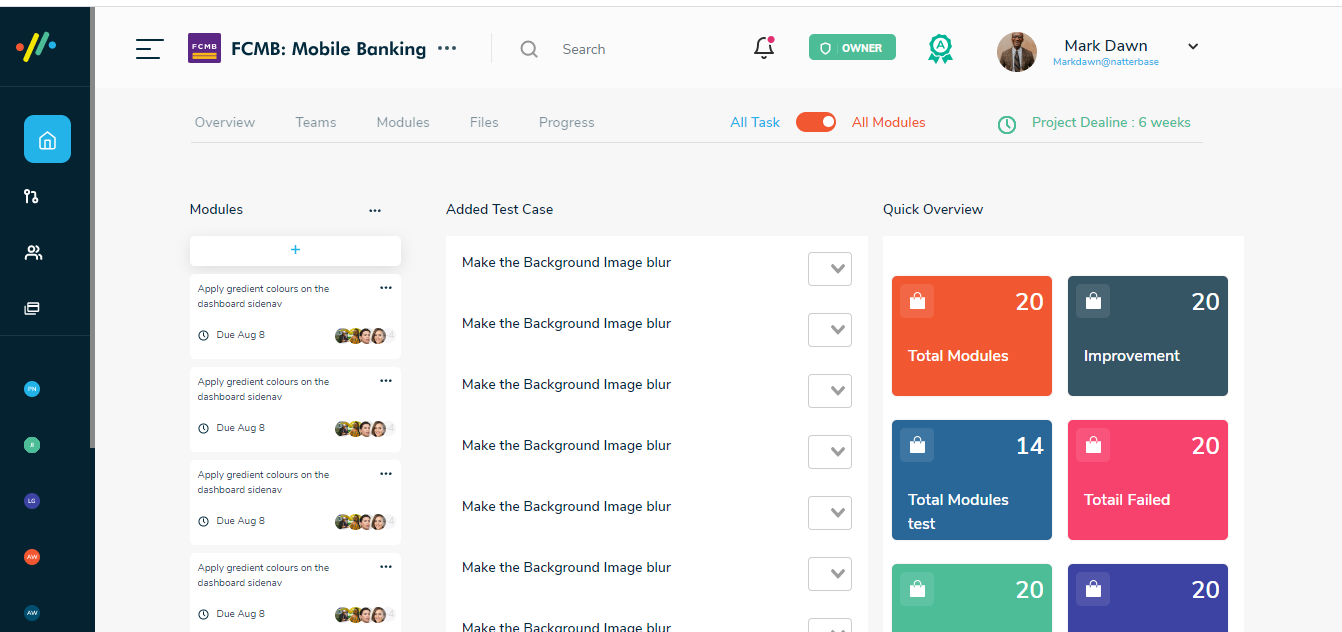 FCMB
FCMB: Mobile Banking
Search
OWNER
A
Mark Dawn
Markdawn@natterbase
Overview
Teams
Modules
Files
Progress
All Task
All Modules
Project Dealine : 6 weeks
Modules
+
Apply gredient colours on the
dashboard sidenav
Due Aug 8
4
Apply gredient colours on the
dashboard sidenav
Due Aug 8
4
Apply gredient colours on the
dashboard sidenav
Due Aug 8
4
Apply gredient colours on the
dashboard sidenav
Due Aug 8
4
Added Test Case
Make the Background Image blur
Make the Background Image blur
Make the Background Image blur
Make the Background Image blur
Make the Background Image blur
Make the Background Image blur
Make the Background Image blur
Quick Overview
20
Total Modules
20
Improvement
14
Total Modules
test
20
Totail Failed
20
20
PN
JI
LG
AW
AW